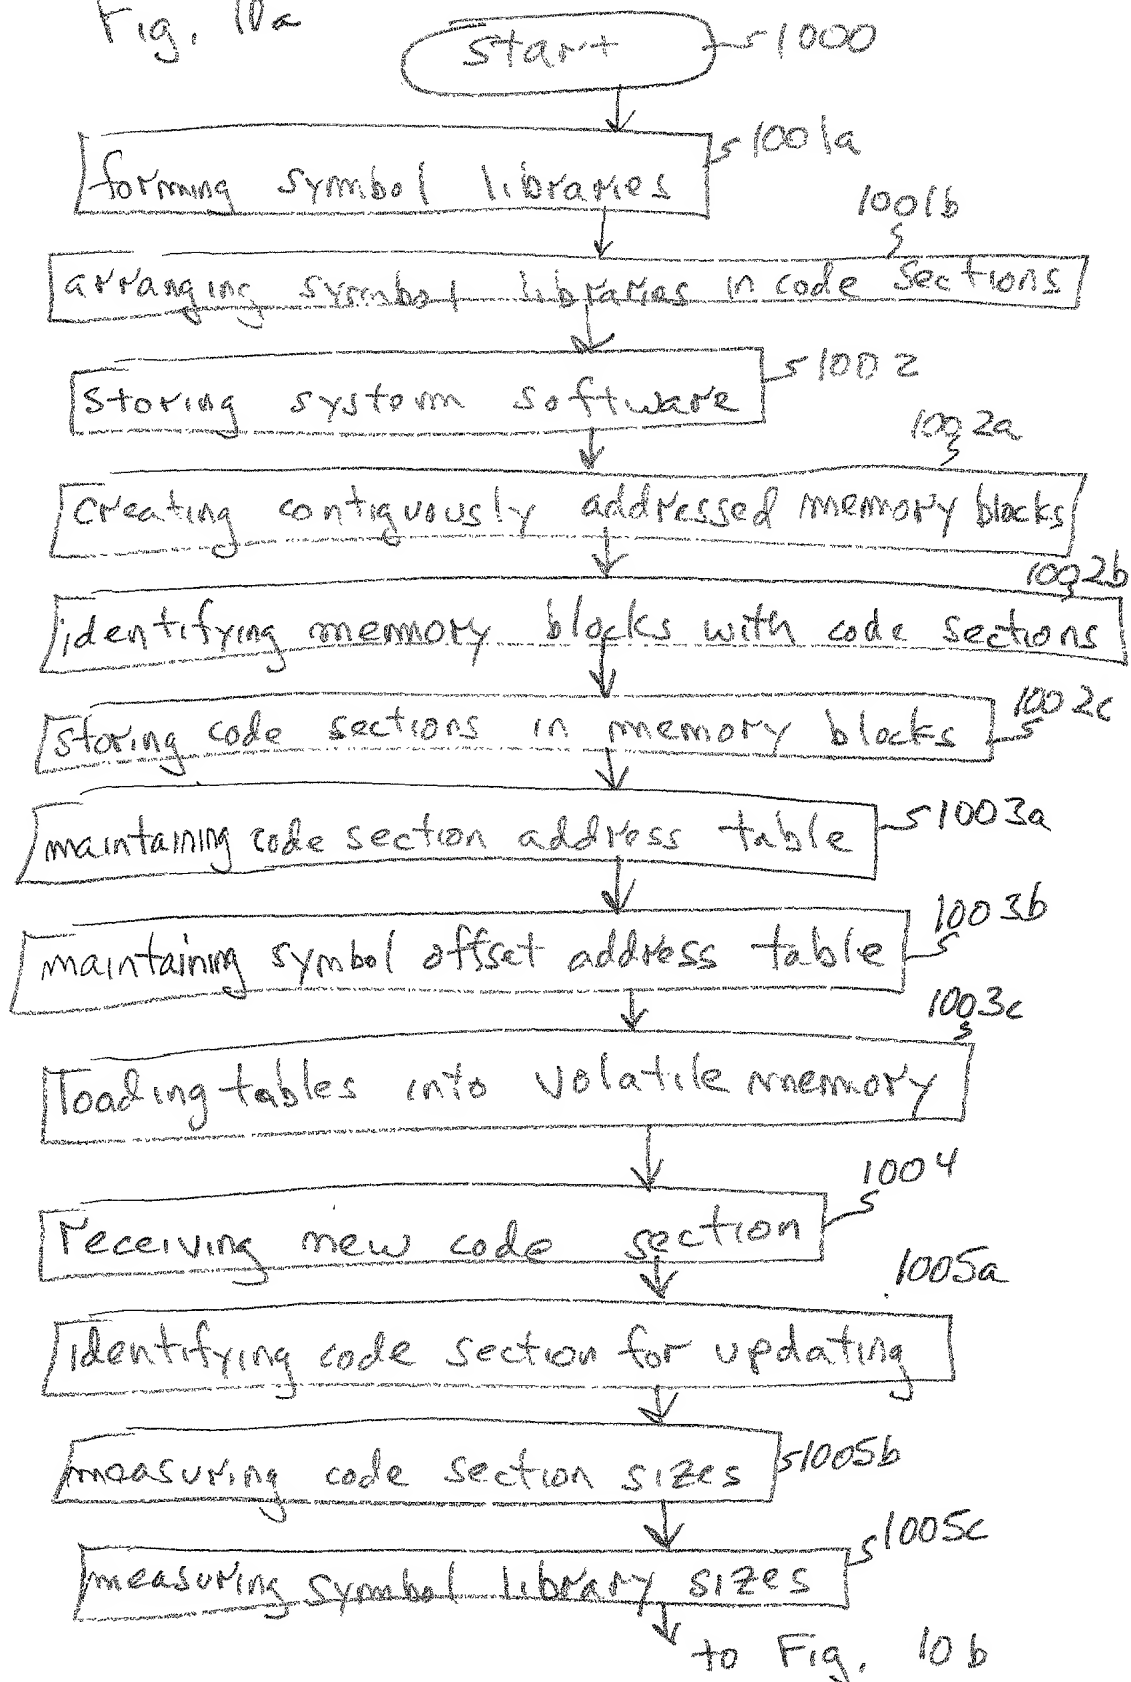 Fig. 10a
start 1000
forming symbol libraries 1001a
1001b
arranging symbol libraries in code sections
storing system software 1002
1002a
creating contiguously addressed memory blocks
1002b
identifying memory blocks with code sections
storing code sections in memory blocks 1002c
maintaining code section address table 1003a
maintaining symbol offset address table 1003b
1003c
loading tables into volatile memory
1004
receiving new code section
1005a
identifying code section for updating
measuring code section sizes 1005b
measuring symbol library sizes 1005c
to Fig. 10b